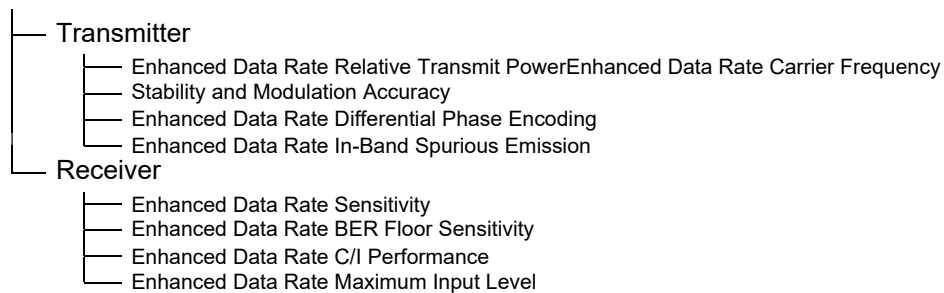 Transmitter
Enhanced Data Rate Relative Transmit PowerEnhanced Data Rate Carrier Frequency
Stability and Modulation Accuracy
Enhanced Data Rate Differential Phase Encoding
Enhanced Data Rate In-Band Spurious Emission
Receiver
Enhanced Data Rate Sensitivity
Enhanced Data Rate BER Floor Sensitivity
Enhanced Data Rate C/I Performance
Enhanced Data Rate Maximum Input Level